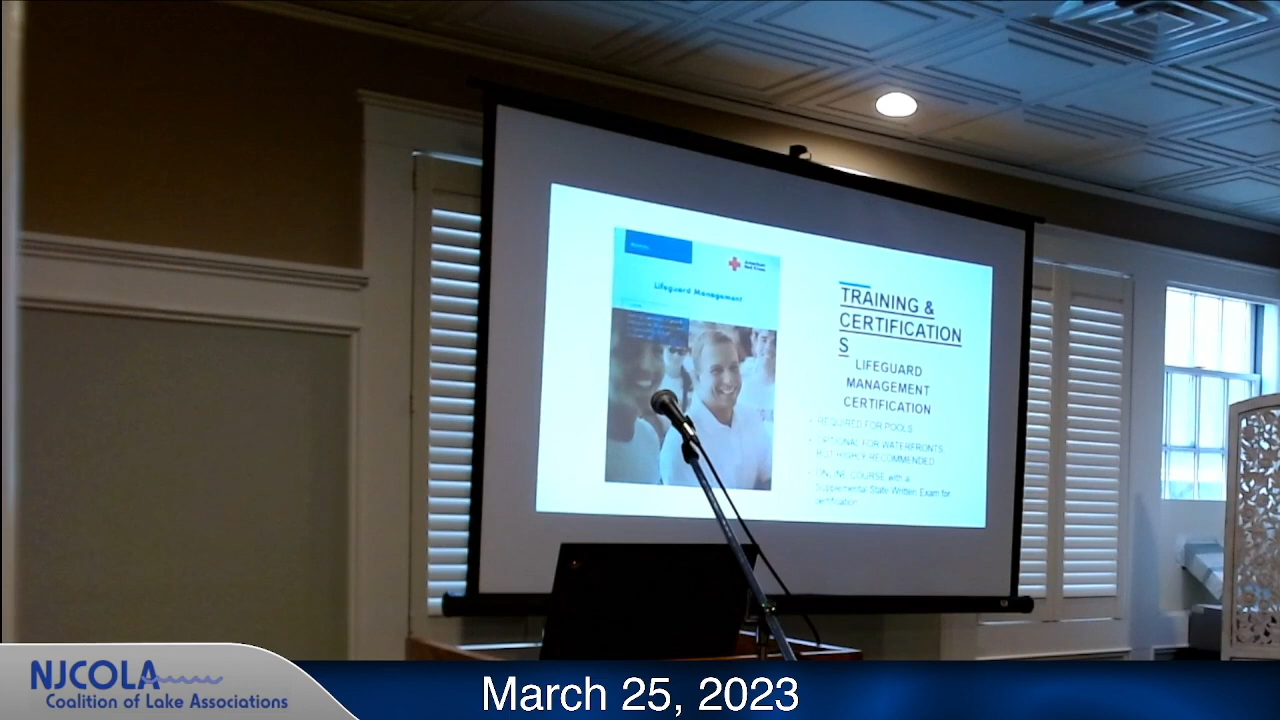 American
Red Cross
Lifeguard Management
TRAINING &
CERTIFICATION
S
LIFEGUARD
MANAGEMENT
CERTIFICATION
REQUIRED FOR POOLS
OPTIONAL FOR WATERFRONTS
BUT HIGHLY RECOMMENDED
ONLINE COURSE with a
Supplemental State Written Exam for
certification
NJCOLA
Coalition of Lake Associations
March 25, 2023